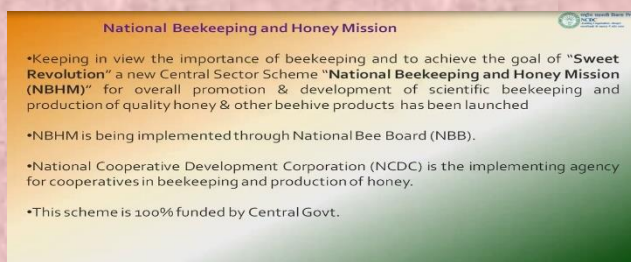 National Beekeeping and Honey Mission
NCDC
•Keeping in view the importance of beekeeping and to achieve the goal of "Sweet
Revolution" a new Central Sector Scheme "National Beekeeping and Honey Mission
(NBHM)" for overall promotion & development of scientific beekeeping and
production of quality honey & other beehive products has been launched
•NBHM is being implemented through National Bee Board (NBB).
•National Cooperative Development Corporation (NCDC) is the implementing agency
for cooperatives in beekeeping and production of honey.
•This scheme is 100% funded by Central Govt.